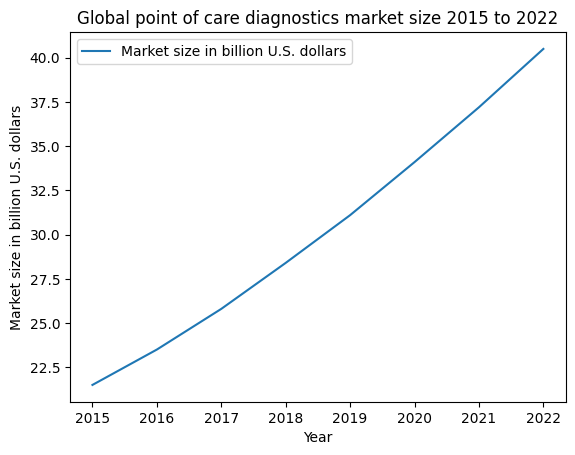 Global point of care diagnostics market size 2015 to 2022
Market size in billion U.S. dollars
Market size in billion U.S. dollars
40.0
37.5
35.0
32.5
30.0
27.5
25.0
22.5
2015 2016 2017 2018 2019 2020 2021 2022
Year